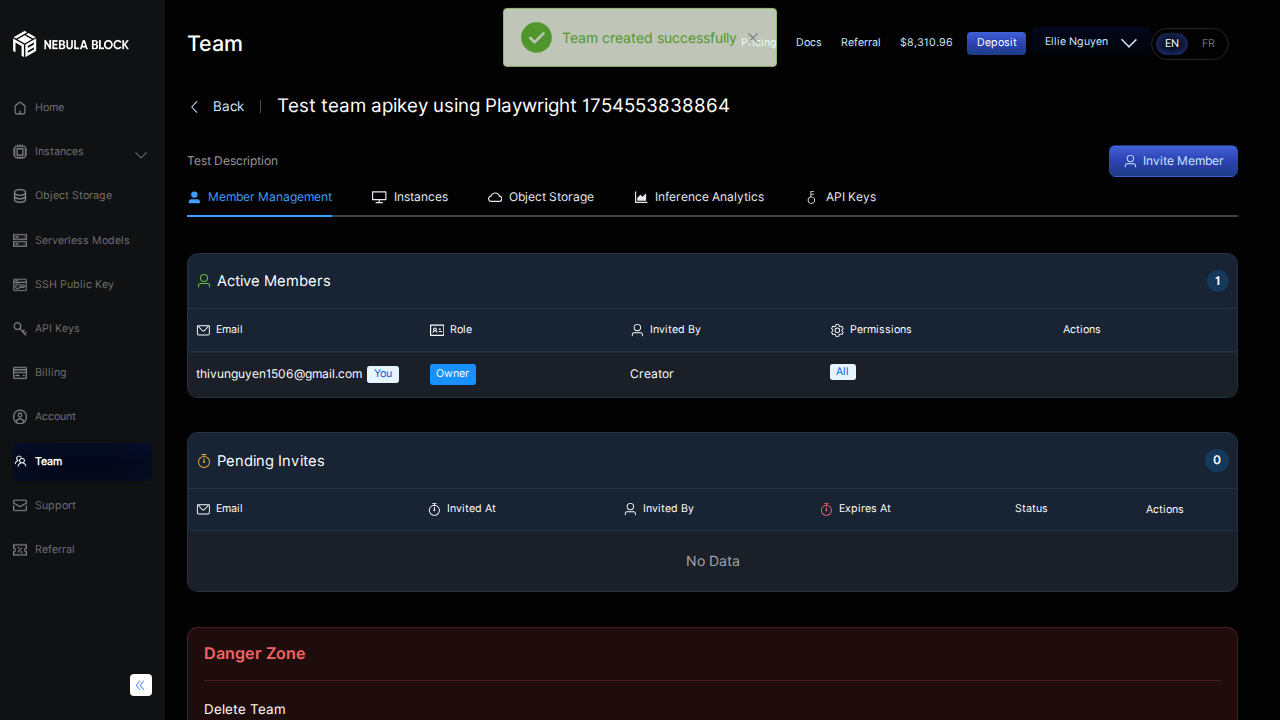 NEBULA BLOCK
Team
Team created successfully
Pricing
Docs
Referral
$8,310.96
Deposit
Ellie Nguyen
EN
FR
Home
Instances
Object Storage
Serverless Models
SSH Public Key
API Keys
Billing
Account
Team
Support
Referral
Back
Test team apikey using Playwright 1754553838864
Test Description
Invite Member
Member Management
Instances
Object Storage
Inference Analytics
API Keys
Active Members
1
Email
Role
Invited By
Permissions
Actions
thivunguyen1506@gmail.com
You
Owner
Creator
All
Pending Invites
0
Email
Invited At
Invited By
Expires At
Status
Actions
No Data
Danger Zone
Delete Team